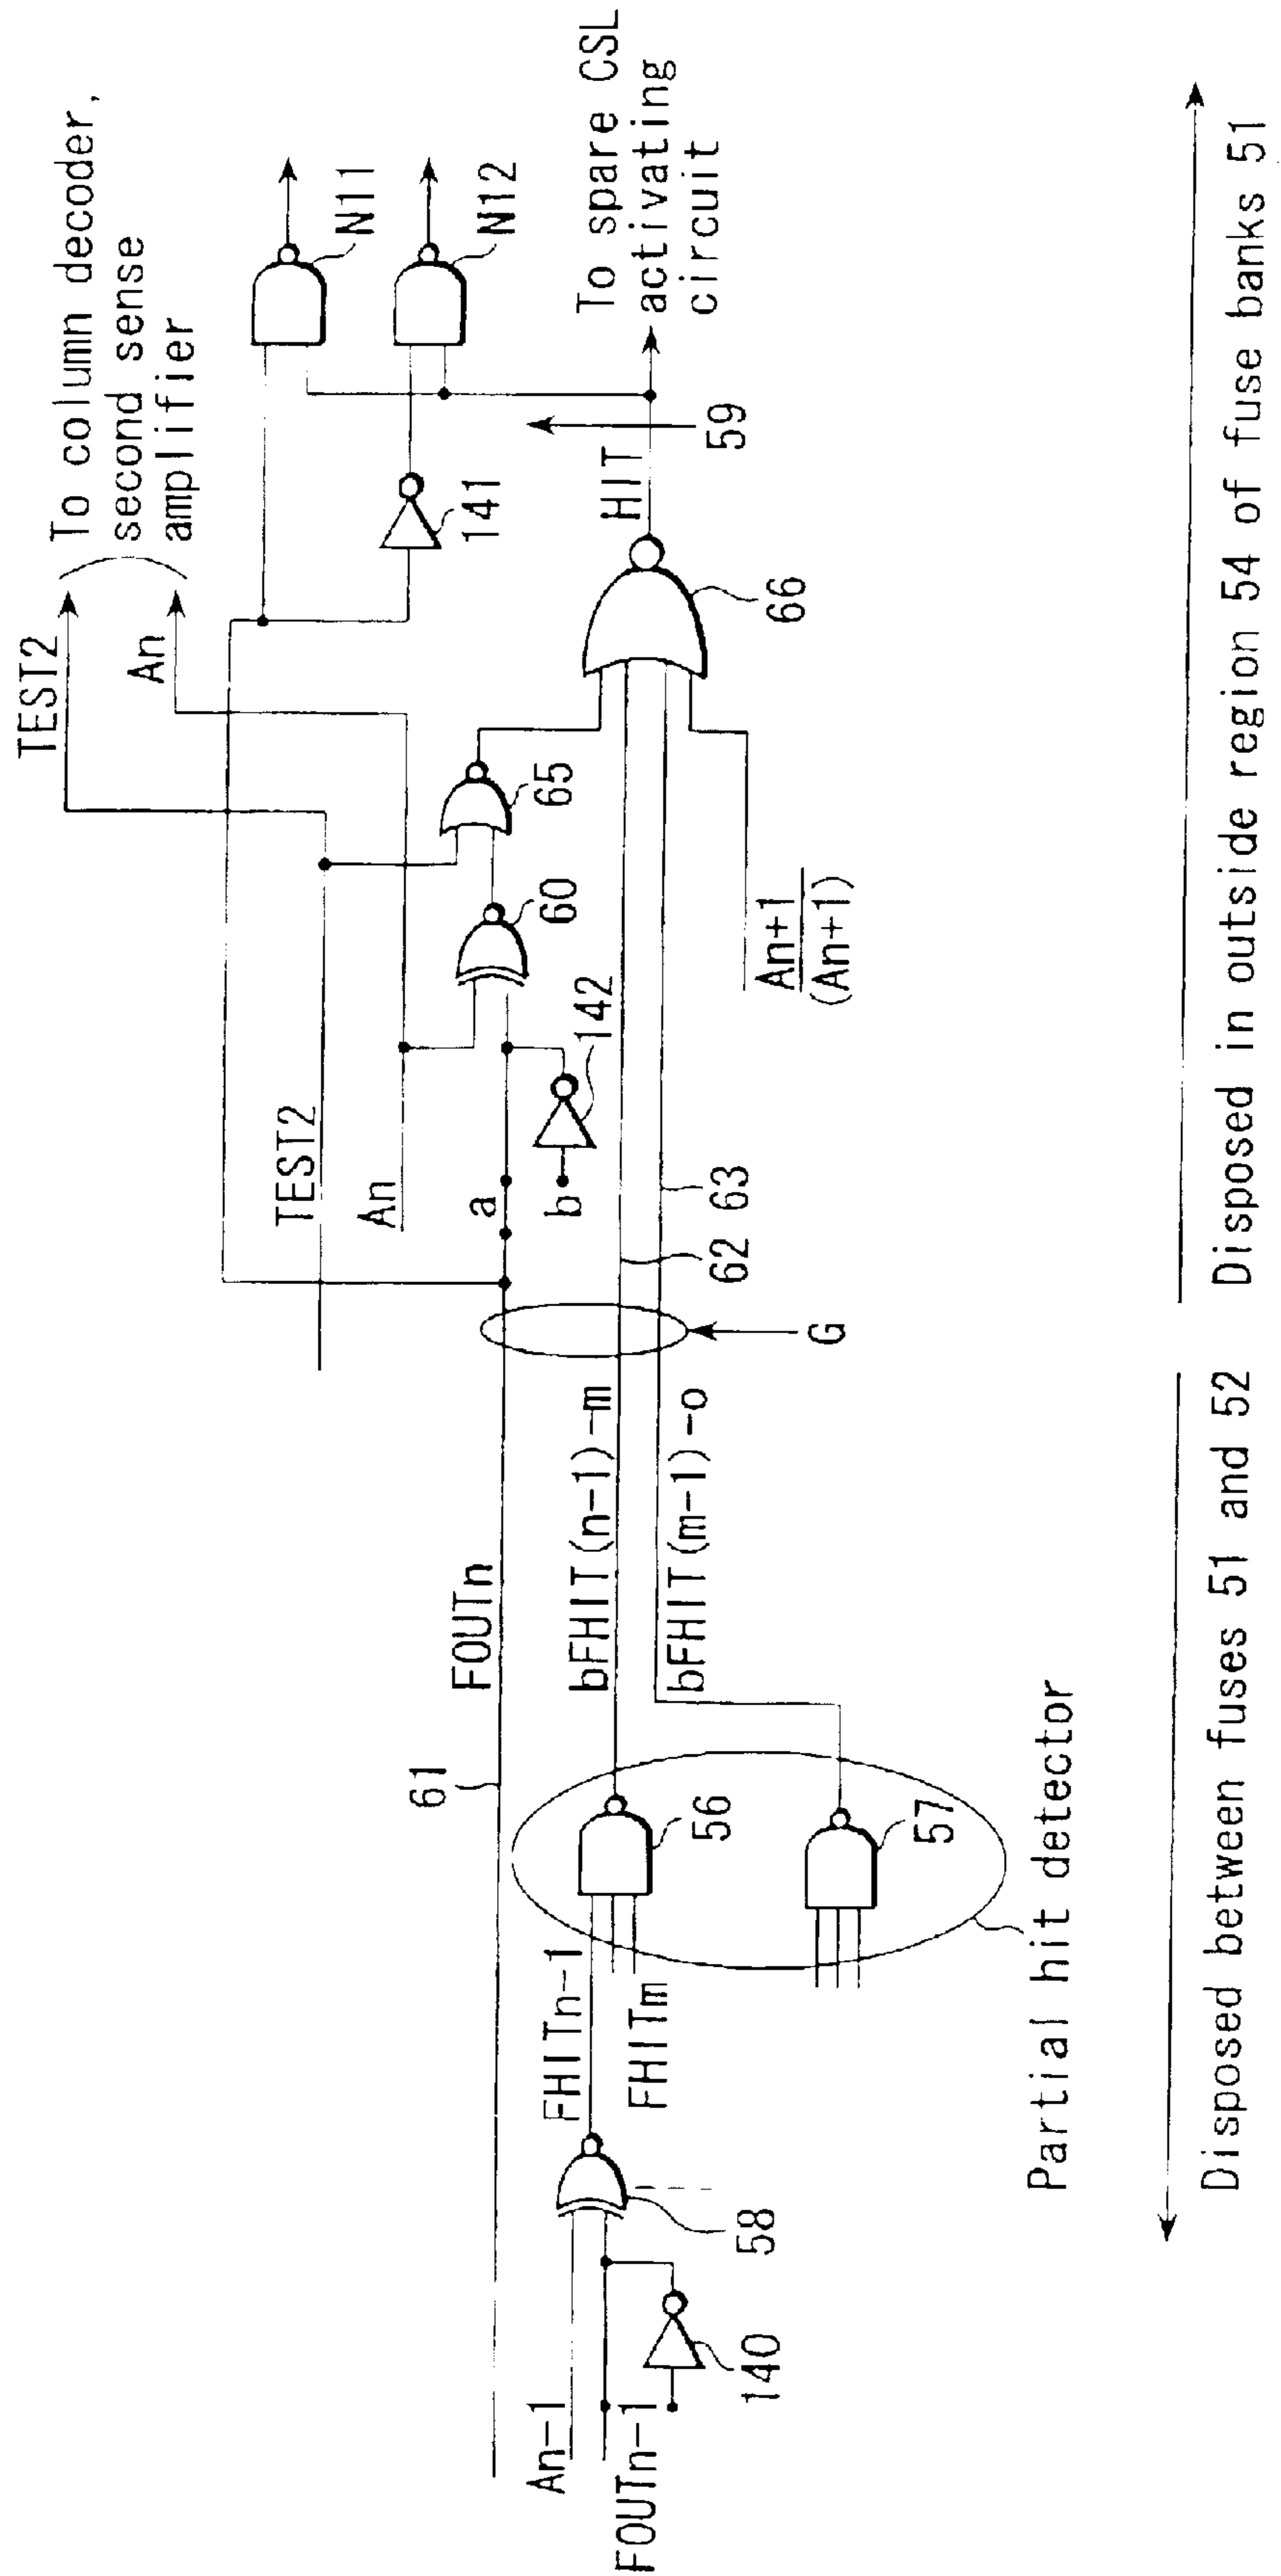 TEST2
An
To column decoder,
second sense
amplifier
N11
N12
To spare CSL
activating
circuit
59
HIT
141
66
65
60
142
An+1
(An+1)
TEST2
An
a
b
62
63
G
FOUTn
61
bFHIT(n-1)-m
bFHIT(m-1)-o
56
57
FHITn-1
FHITm
58
An-1
FOUTn-1
140
Partial hit detector
Disposed between fuses 51 and 52
Disposed in outside region 54 of fuse banks 51